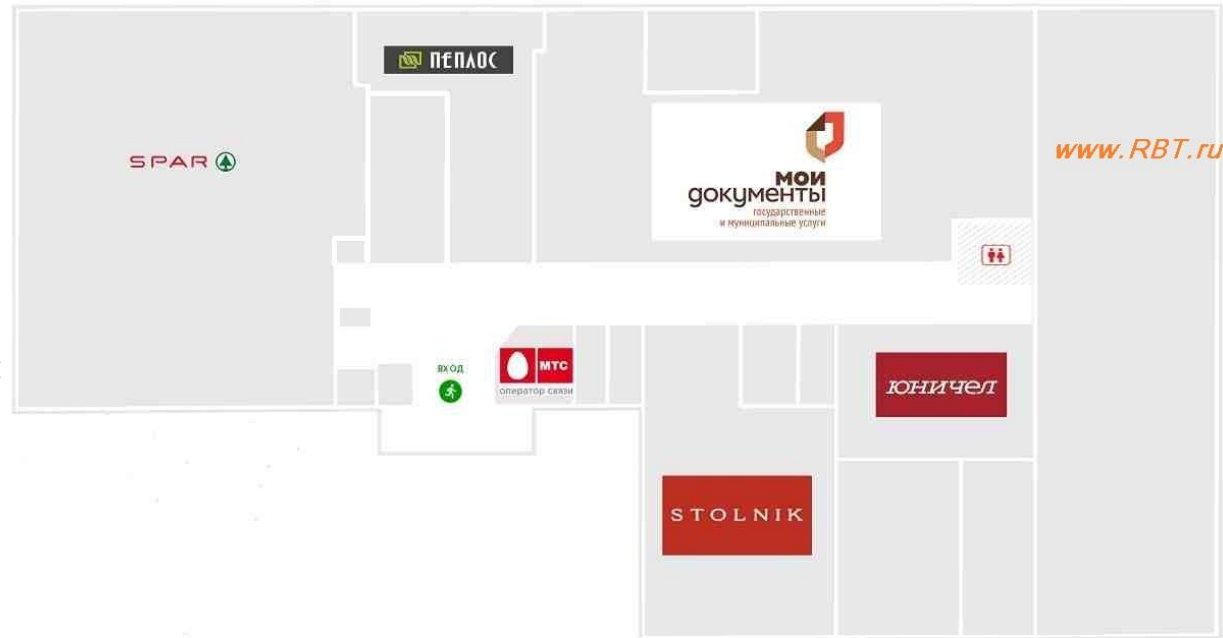 ПЕПЛОС
SPAR
МОИ
документы
государственные
и муниципальные услуги
www.RBT.ru
ВХОД
МТС
оператор связи
ЮНИЧЕЛ
STOLNIK